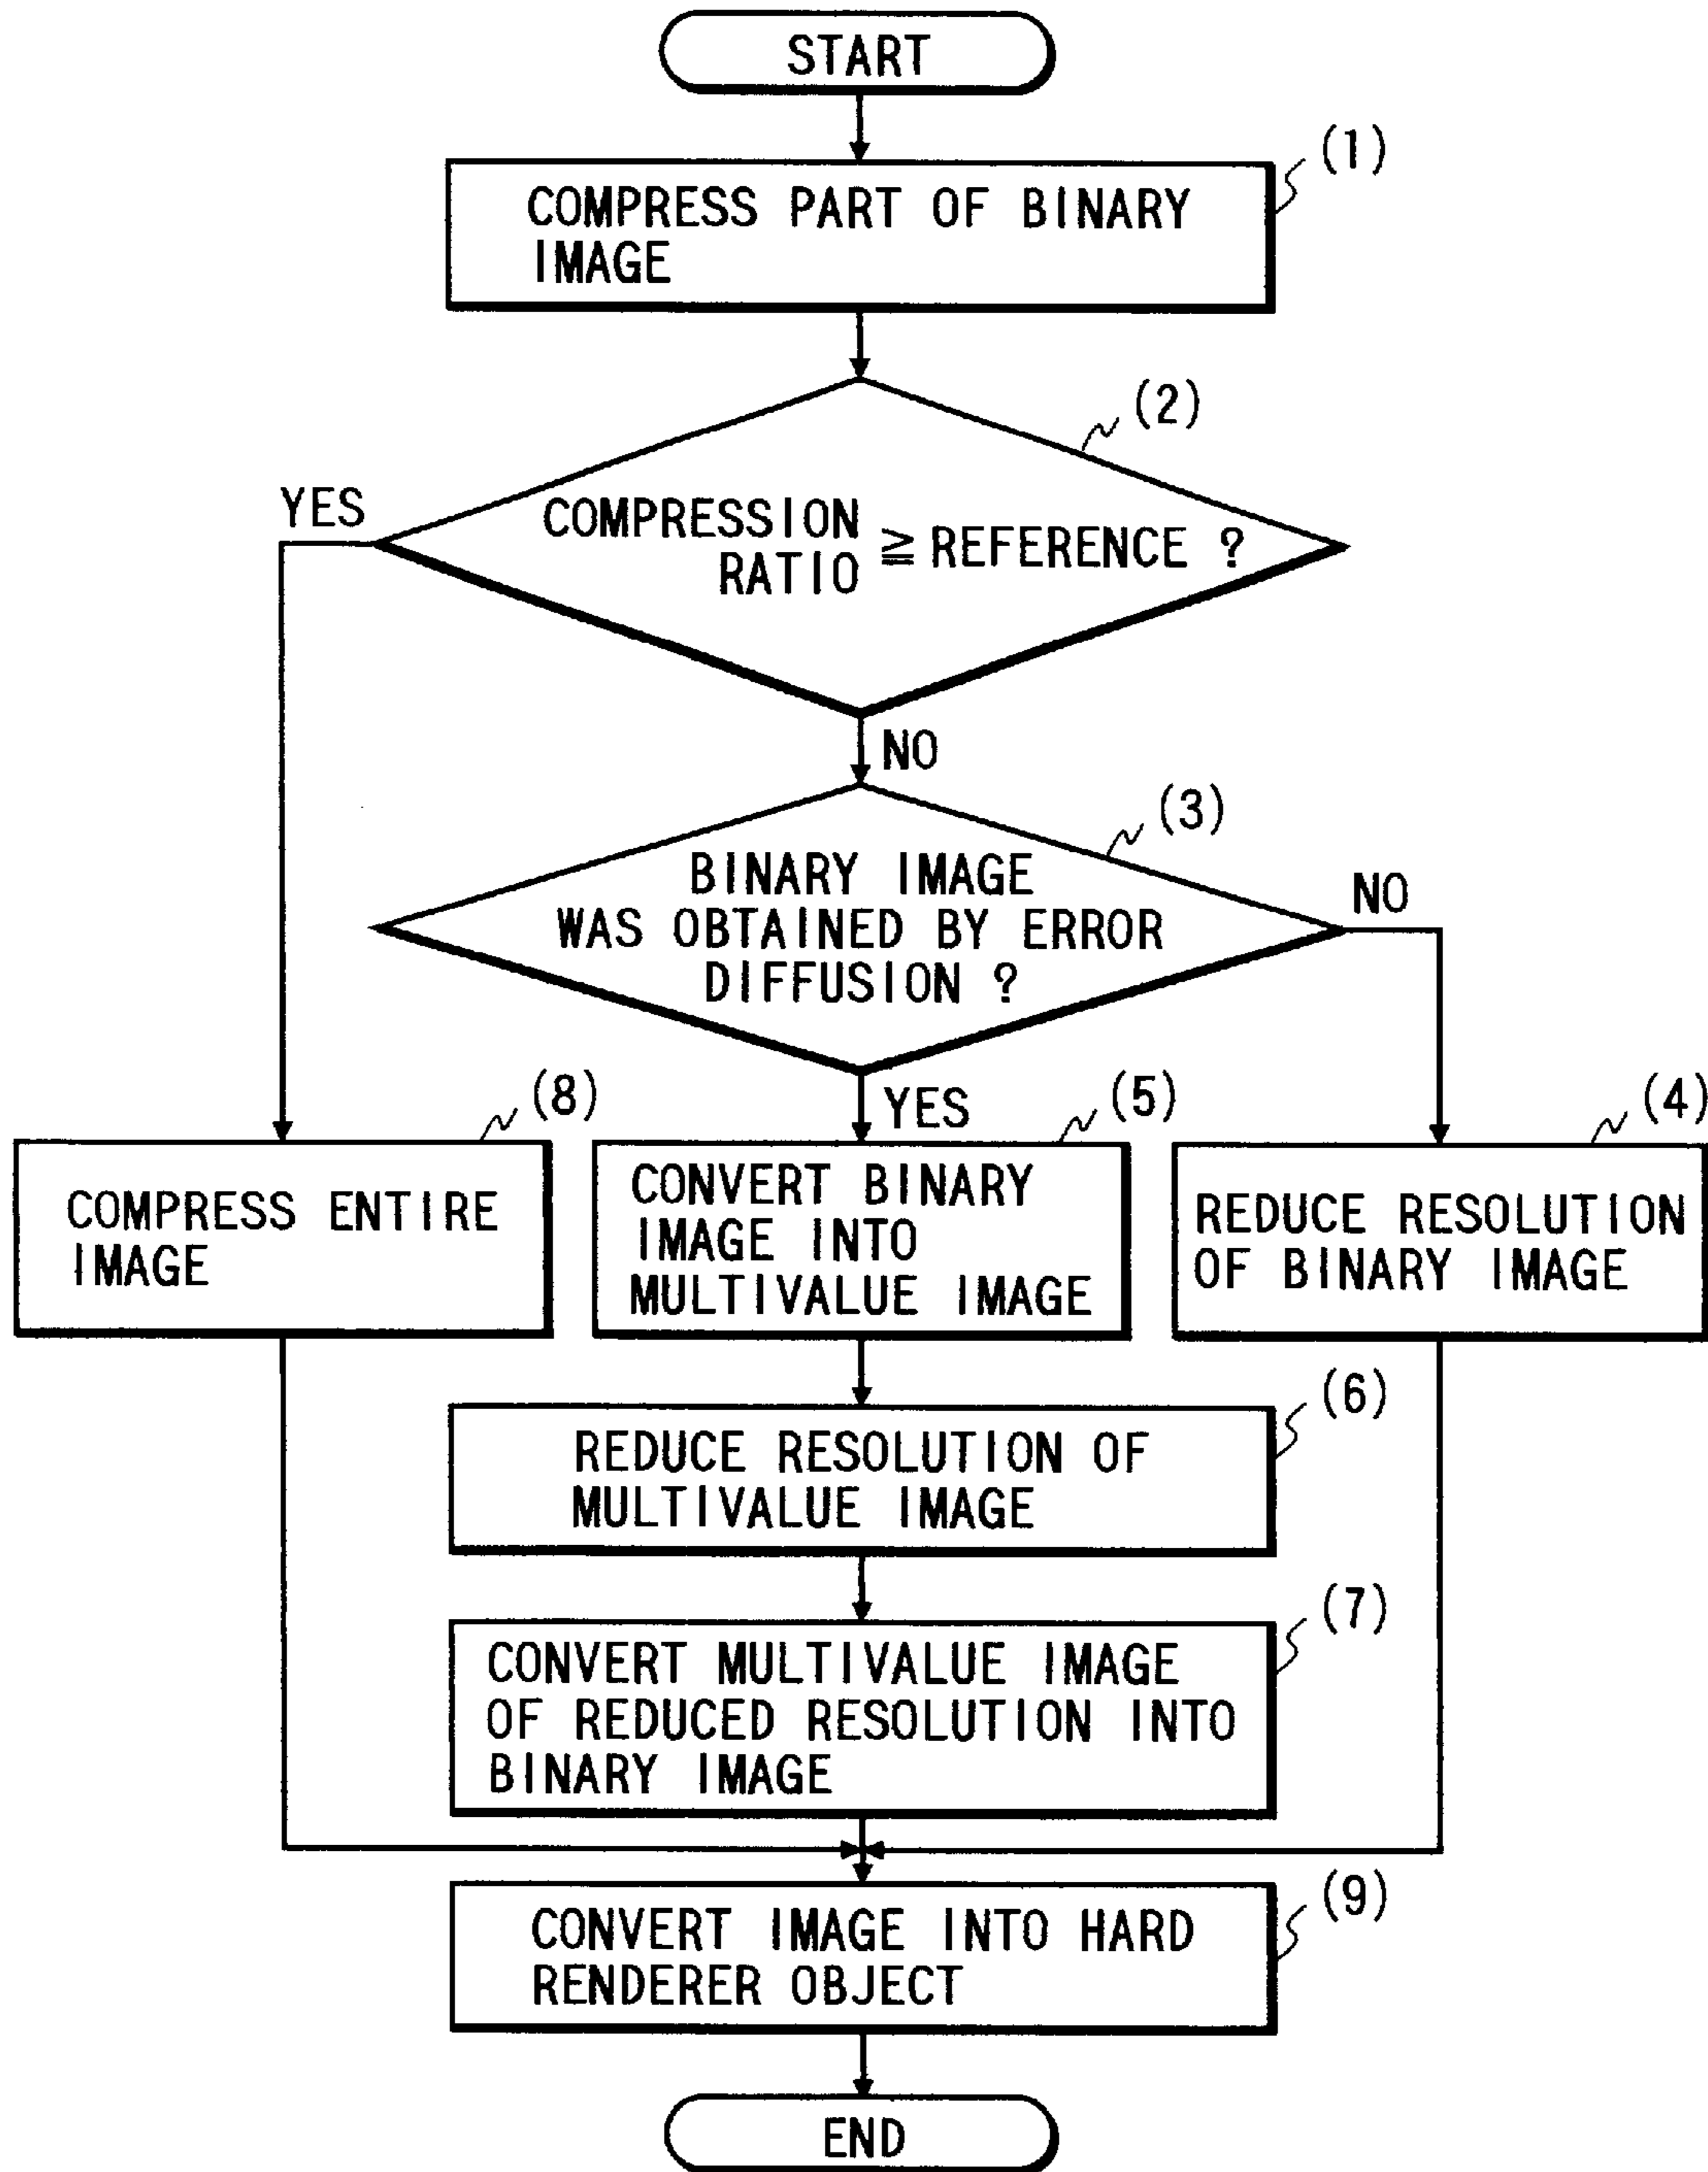 START
(1)
COMPRESS PART OF BINARY
IMAGE
(2)
YES
COMPRESSION
RATIO ≧ REFERENCE ?
NO
(3)
BINARY IMAGE
WAS OBTAINED BY ERROR
DIFFUSION ?
NO
(8)
YES
(5)
(4)
COMPRESS ENTIRE
IMAGE
CONVERT BINARY
IMAGE INTO
MULTIVALUE IMAGE
REDUCE RESOLUTION
OF BINARY IMAGE
(6)
REDUCE RESOLUTION OF
MULTIVALUE IMAGE
(7)
CONVERT MULTIVALUE IMAGE
OF REDUCED RESOLUTION INTO
BINARY IMAGE
(9)
CONVERT IMAGE INTO HARD
RENDERER OBJECT
END